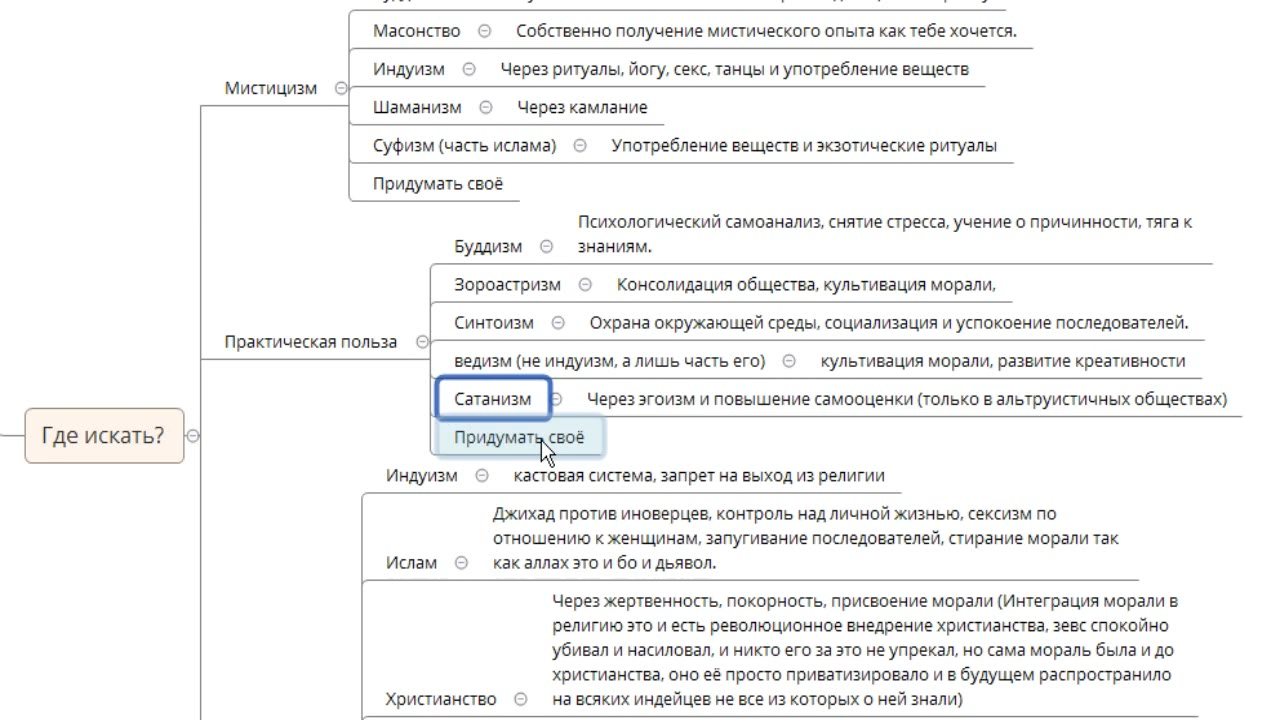 Масонство Собственно получение мистического опыта как тебе хочется.
Индуизм Через ритуалы, йогу, секс, танцы и употребление веществ
Мистицизм
Шаманизм Через камлание
Суфизм (часть ислама) Употребление веществ и экзотические ритуалы
Придумать своё
Психологический самоанализ, снятие стресса, учение о причинности, тяга к
Буддизм знаниям.
Зороастризм Консолидация общества, культивация морали,
Синтоизм Охрана окружающей среды, социализация и успокоение последователей.
Практическая польза
ведизм (не индуизм, а лишь часть его) культивация морали, развитие креативности
Сатанизм Через эгоизм и повышение самооценки (только в альтруистичных обществах)
Где искать?
Придумать своё
Индуизм кастовая система, запрет на выход из религии
Джихад против иноверцев, контроль над личной жизнью, сексизм по
отношению к женщинам, запугивание последователей, стирание морали так
Ислам как аллах это и бо и дьявол.
Через жертвенность, покорность, присвоение морали (Интеграция морали в
религию это и есть революционное внедрение христианства, зевс спокойно
убивал и насиловал, и никто его за это не упрекал, но сама мораль была и до
христианства, оно её просто приватизировало и в будущем распространило
Христианство на всяких индейцев не все из которых о ней знали)